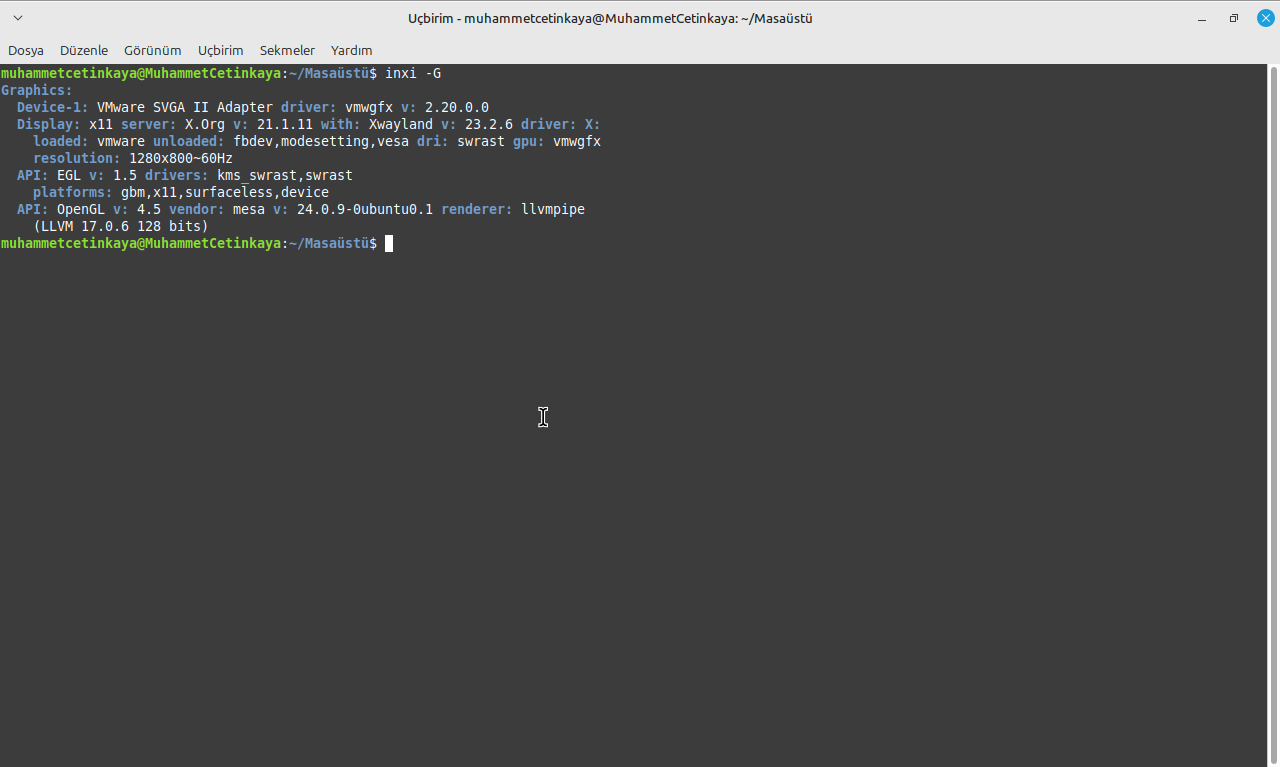 Uçbirim - muhammetcetinkaya@MuhammetCetinkaya: ~/Masaüstü
Dosya Düzenle Görünüm Uçbirim Sekmeler Yardım
muhammetcetinkaya@MuhammetCetinkaya:~/Masaüstü$ inxi -G
Graphics:
  Device-1: VMware SVGA II Adapter driver: vmwgfx v: 2.20.0.0
  Display: x11 server: X.Org v: 21.1.11 with: Xwayland v: 23.2.6 driver: X:
    loaded: vmware unloaded: fbdev,modesetting,vesa dri: swrast gpu: vmwgfx
    resolution: 1280x800~60Hz
  API: EGL v: 1.5 drivers: kms_swrast,swrast
    platforms: gbm,x11,surfaceless,device
  API: OpenGL v: 4.5 vendor: mesa v: 24.0.9-0ubuntu0.1 renderer: llvmpipe
    (LLVM 17.0.6 128 bits)
muhammetcetinkaya@MuhammetCetinkaya:~/Masaüstü$